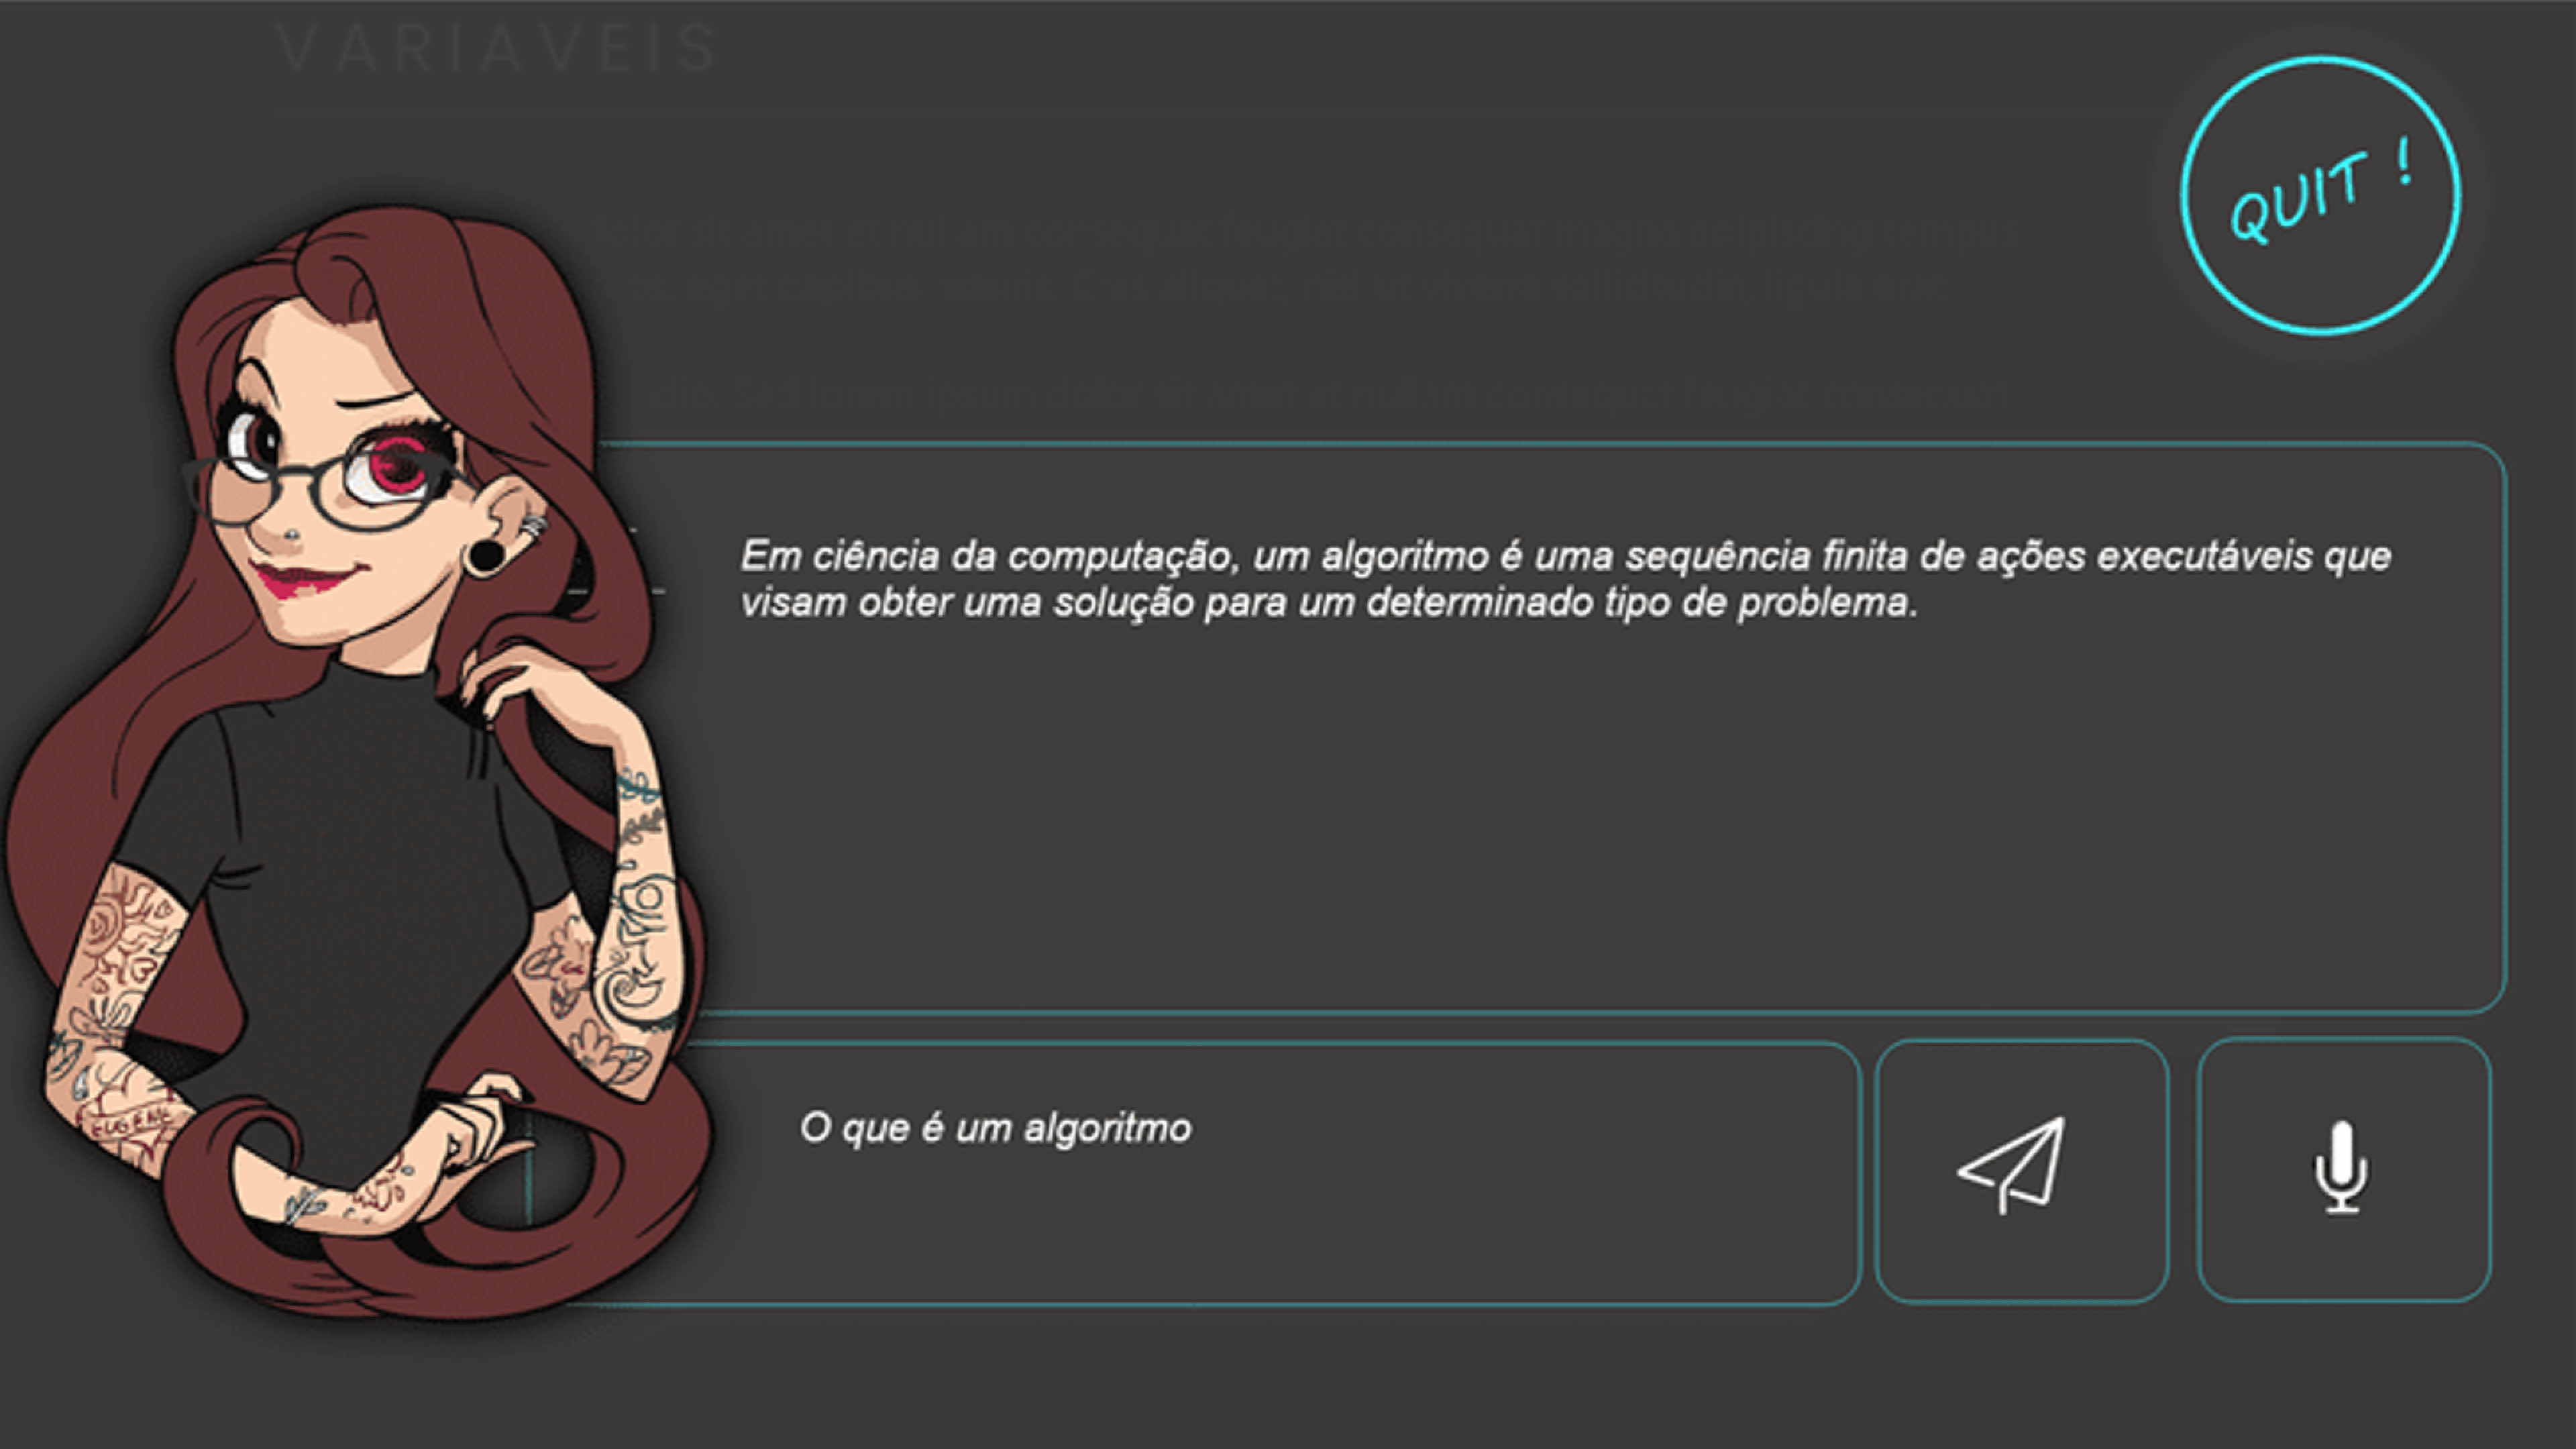 VARIAVEIS
QUIT !
Em ciência da computação, um algoritmo é uma sequência finita de ações executáveis que
visam obter uma solução para um determinado tipo de problema.
O que é um algoritmo